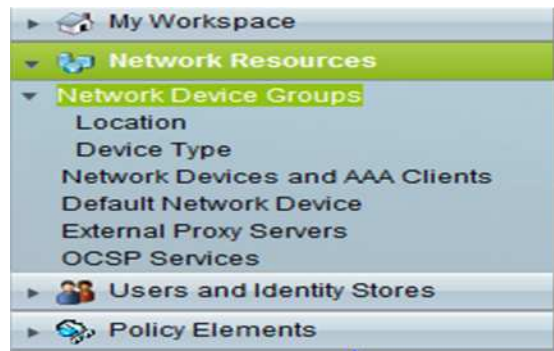 My Workspace
Network Resources
Network Device Groups
Location
Device Type
Network Devices and AAA Clients
Default Network Device
External Proxy Servers
OCSP Services
Users and Identity Stores
Policy Elements